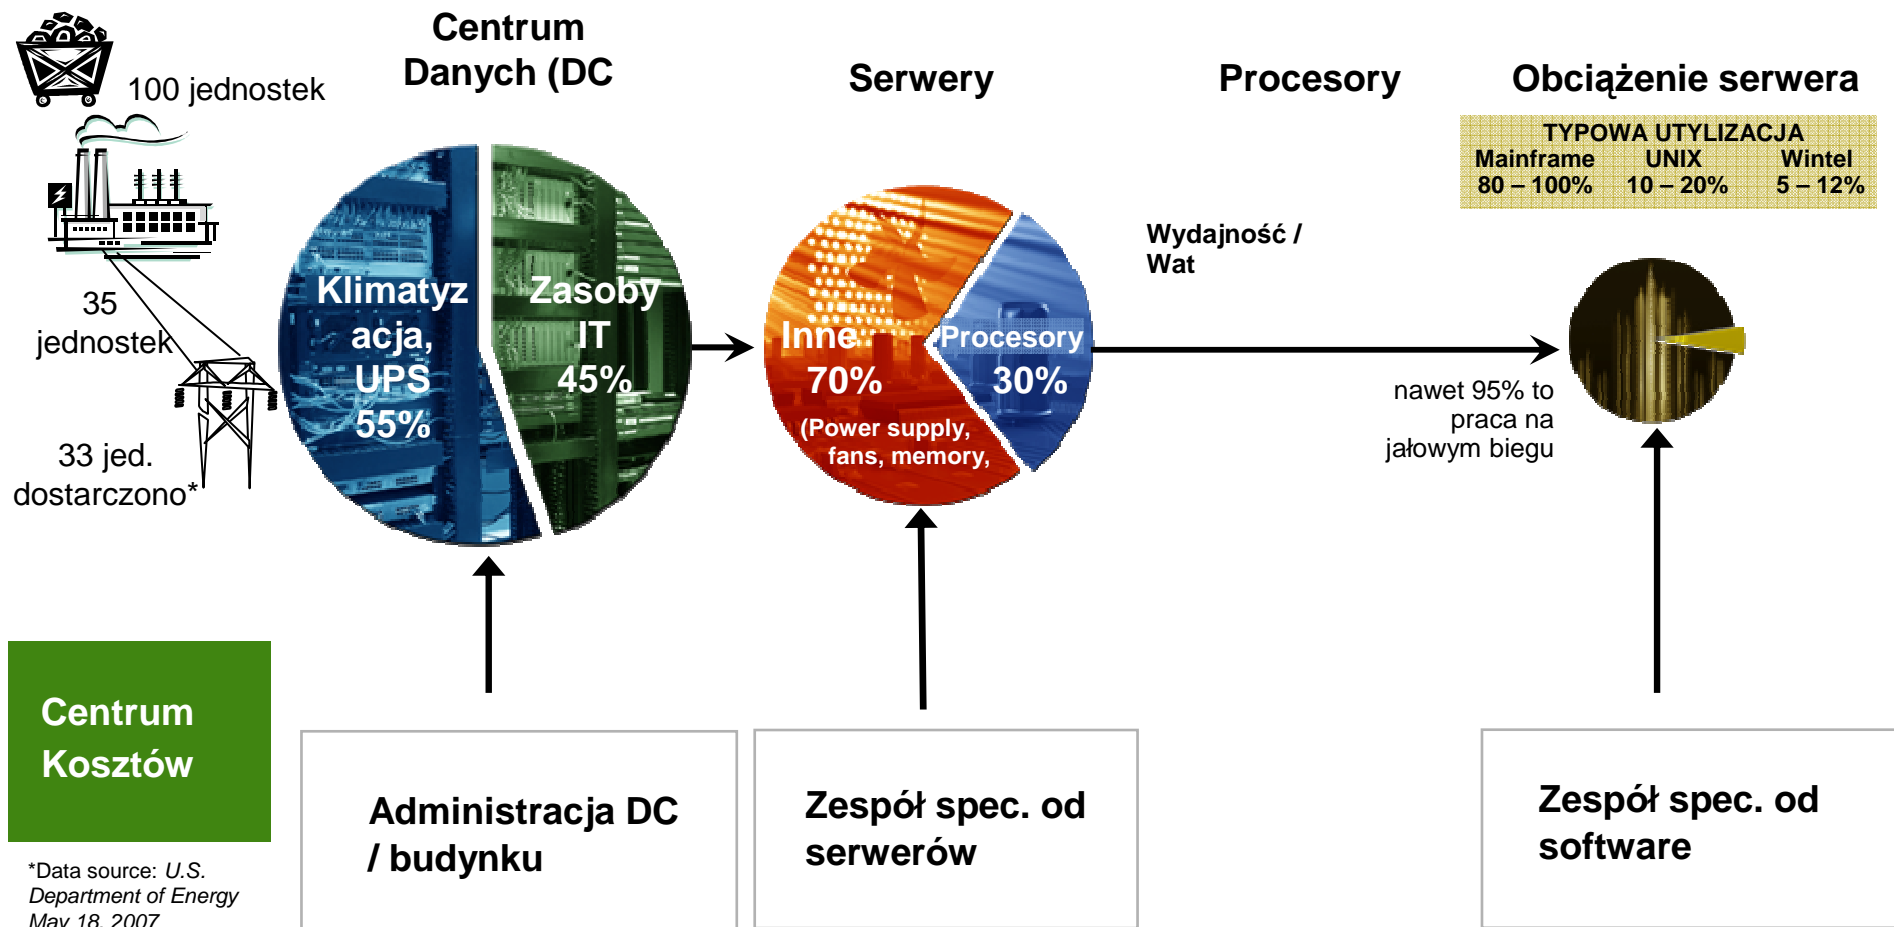 Centrum
Danych (DC
Serwery
Procesory
Obciążenie serwera
100 jednostek
35
jednostek
33 jed.
dostarczono*
Klimatyz
acja,
UPS
55%
Zasoby
IT
45%
Inne
70%
(Power supply,
fans, memory,
Procesory
30%
Wydajność /
Wat
TYPOWA UTYLIZACJA
Mainframe UNIX Wintel
80 – 100% 10 – 20% 5 – 12%
nawet 95% to
praca na
jałowym biegu
Centrum
Kosztów
Administracja DC
/ budynku
Zespół spec. od
serwerów
Zespół spec. od
software
*Data source: U.S.
Department of Energy
May 18, 2007